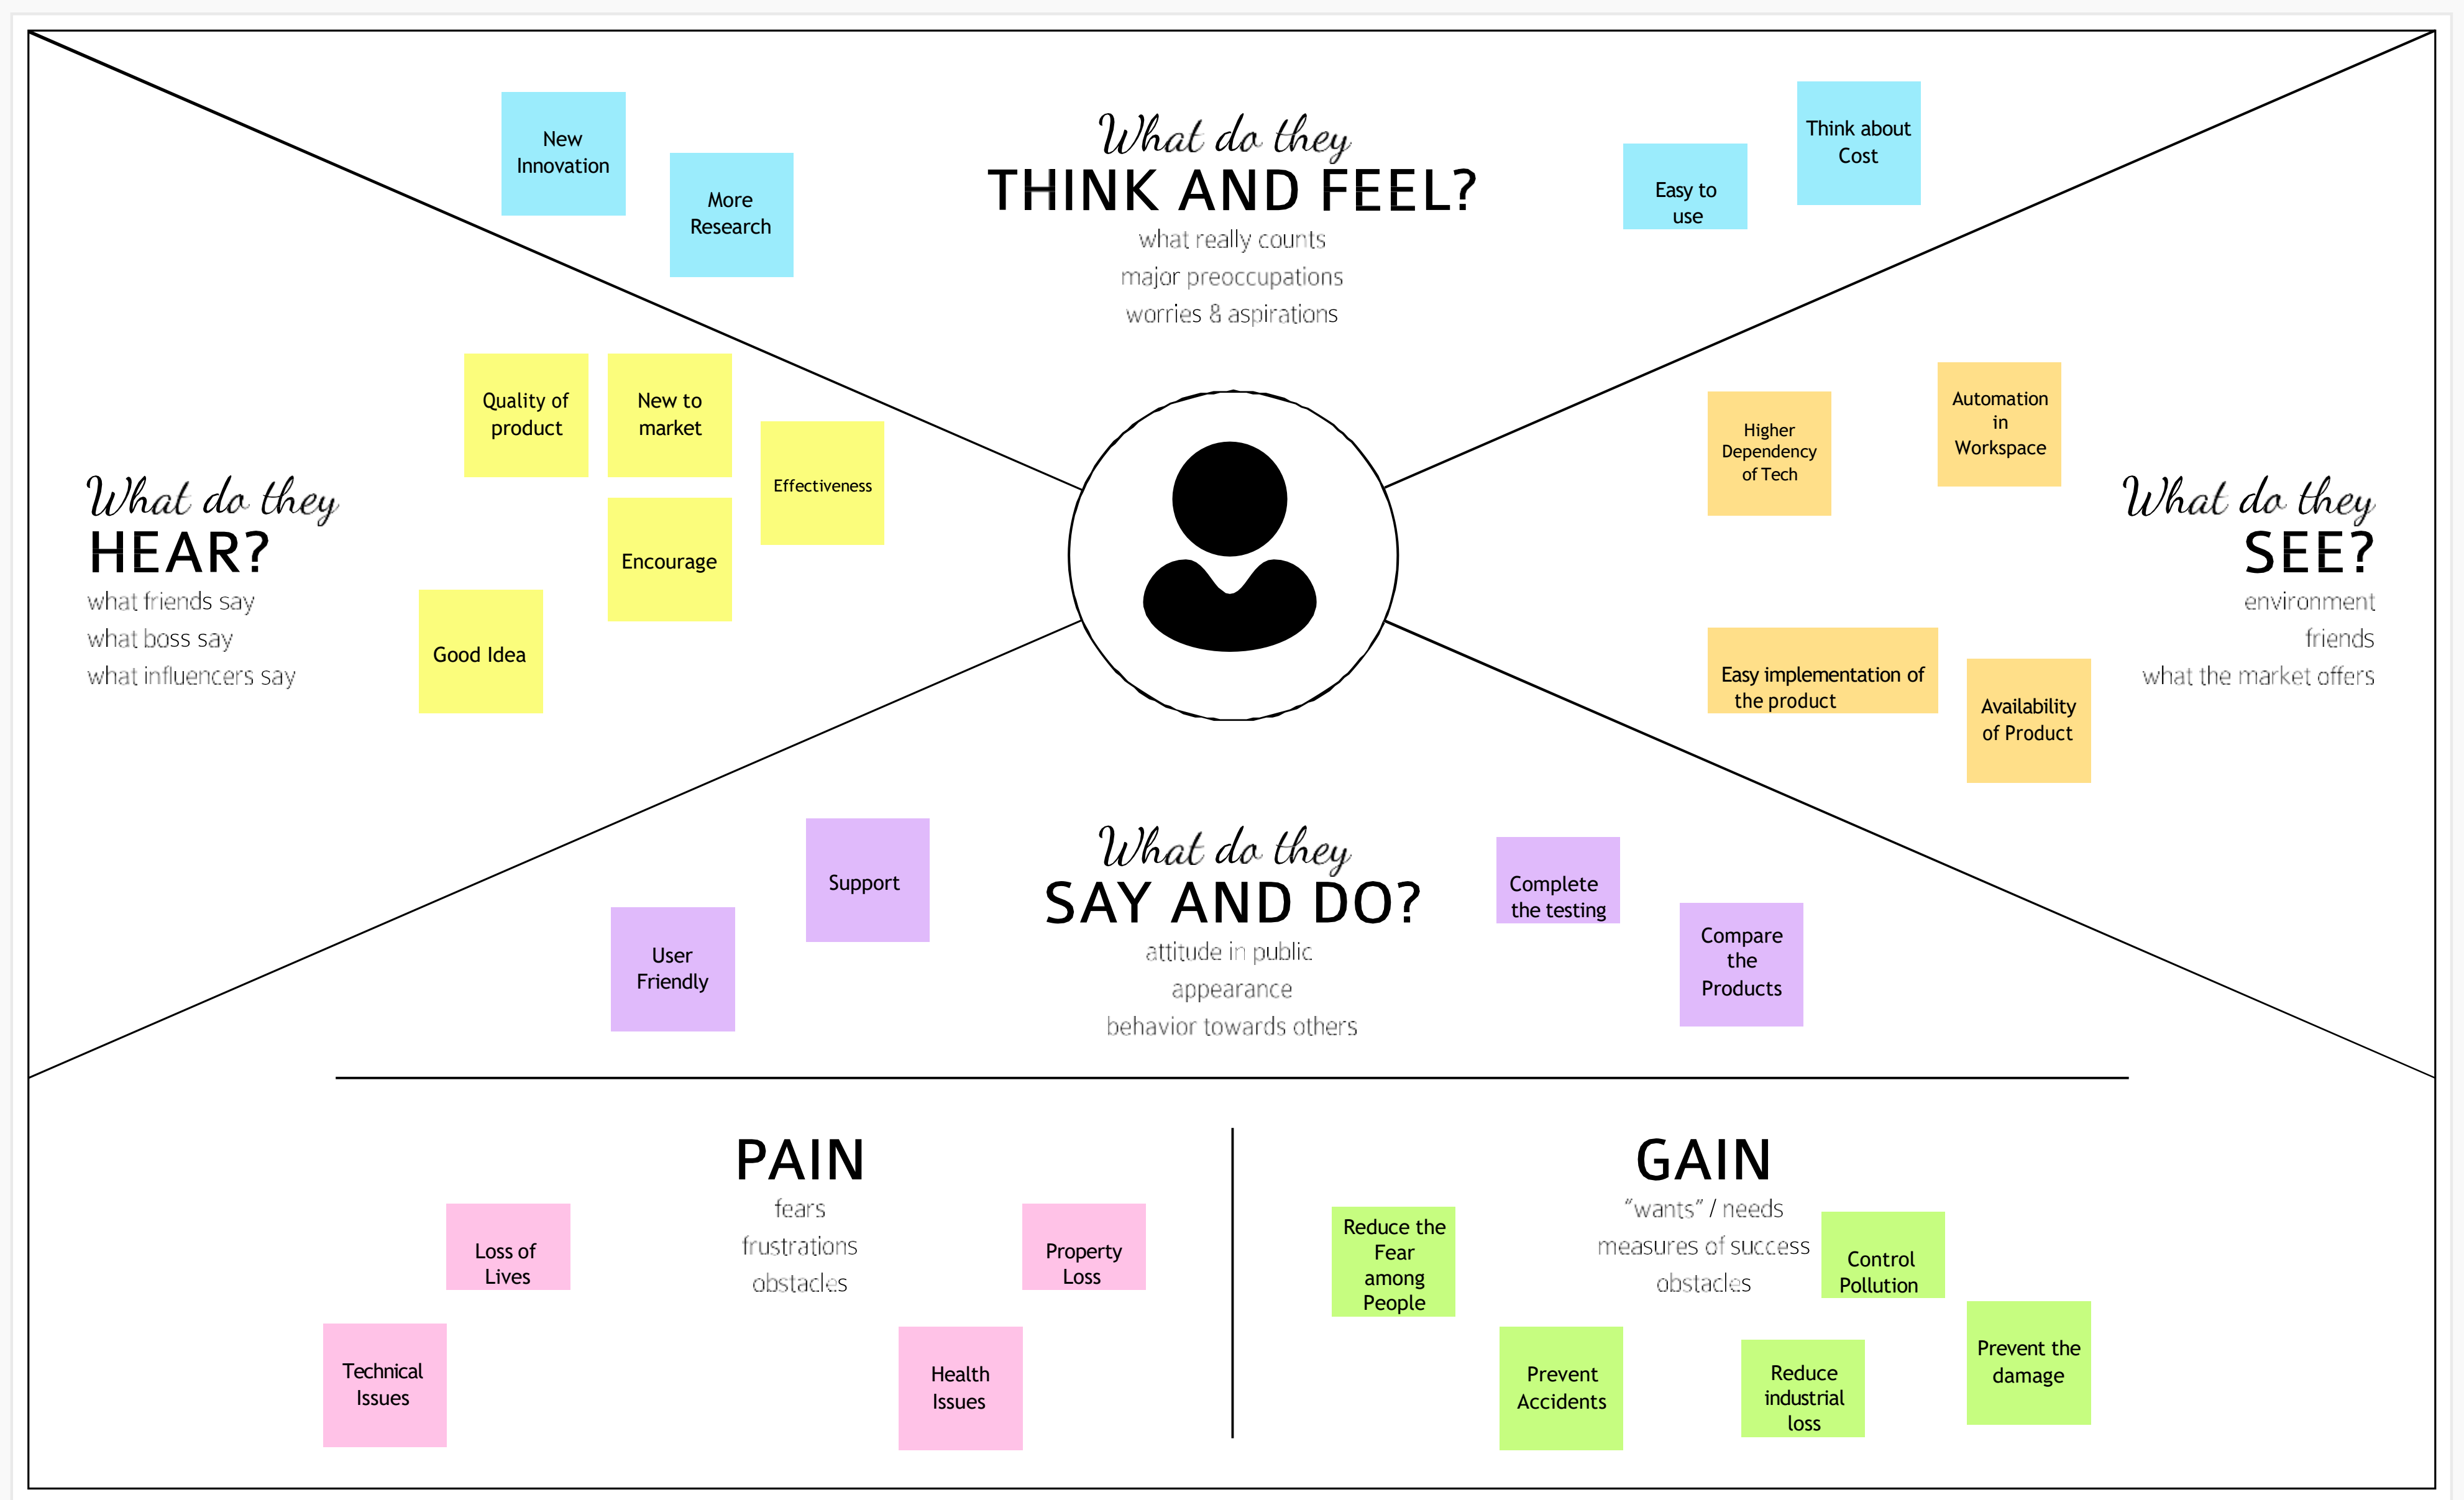 What do they
THINK AND FEEL?
what really counts
major preoccupations
worries & aspirations
New
Innovation
More
Research
Easy to
use
Think about
Cost
What do they
HEAR?
what friends say
what boss say
what influencers say
Quality of
product
New to
market
Effectiveness
Encourage
Good Idea
What do they
SEE?
environment
friends
what the market offers
Higher
Dependency
of Tech
Automation
in
Workspace
Easy implementation of
the product
Availability
of Product
What do they
SAY AND DO?
attitude in public
appearance
behavior towards others
Support
User
Friendly
Complete
the testing
Compare
the
Products
PAIN
fears
frustrations
obstacles
Loss of
Lives
Property
Loss
Technical
Issues
Health
Issues
GAIN
“wants” / needs
measures of success
obstacles
Reduce the
Fear
among
People
Control
Pollution
Prevent
Accidents
Reduce
industrial
loss
Prevent the
damage